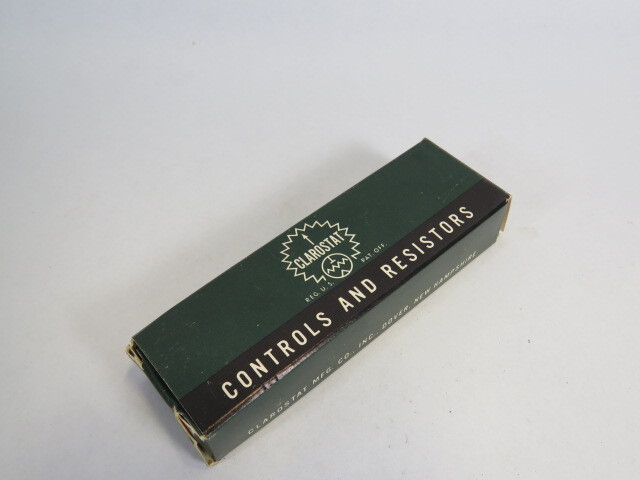 CLAROSTAT
REG. U.S. PAT. OFF.
CONTROLS AND RESISTORS
CLAROSTAT MFG. CO., INC. DOVER, NEW HAMPSHIRE